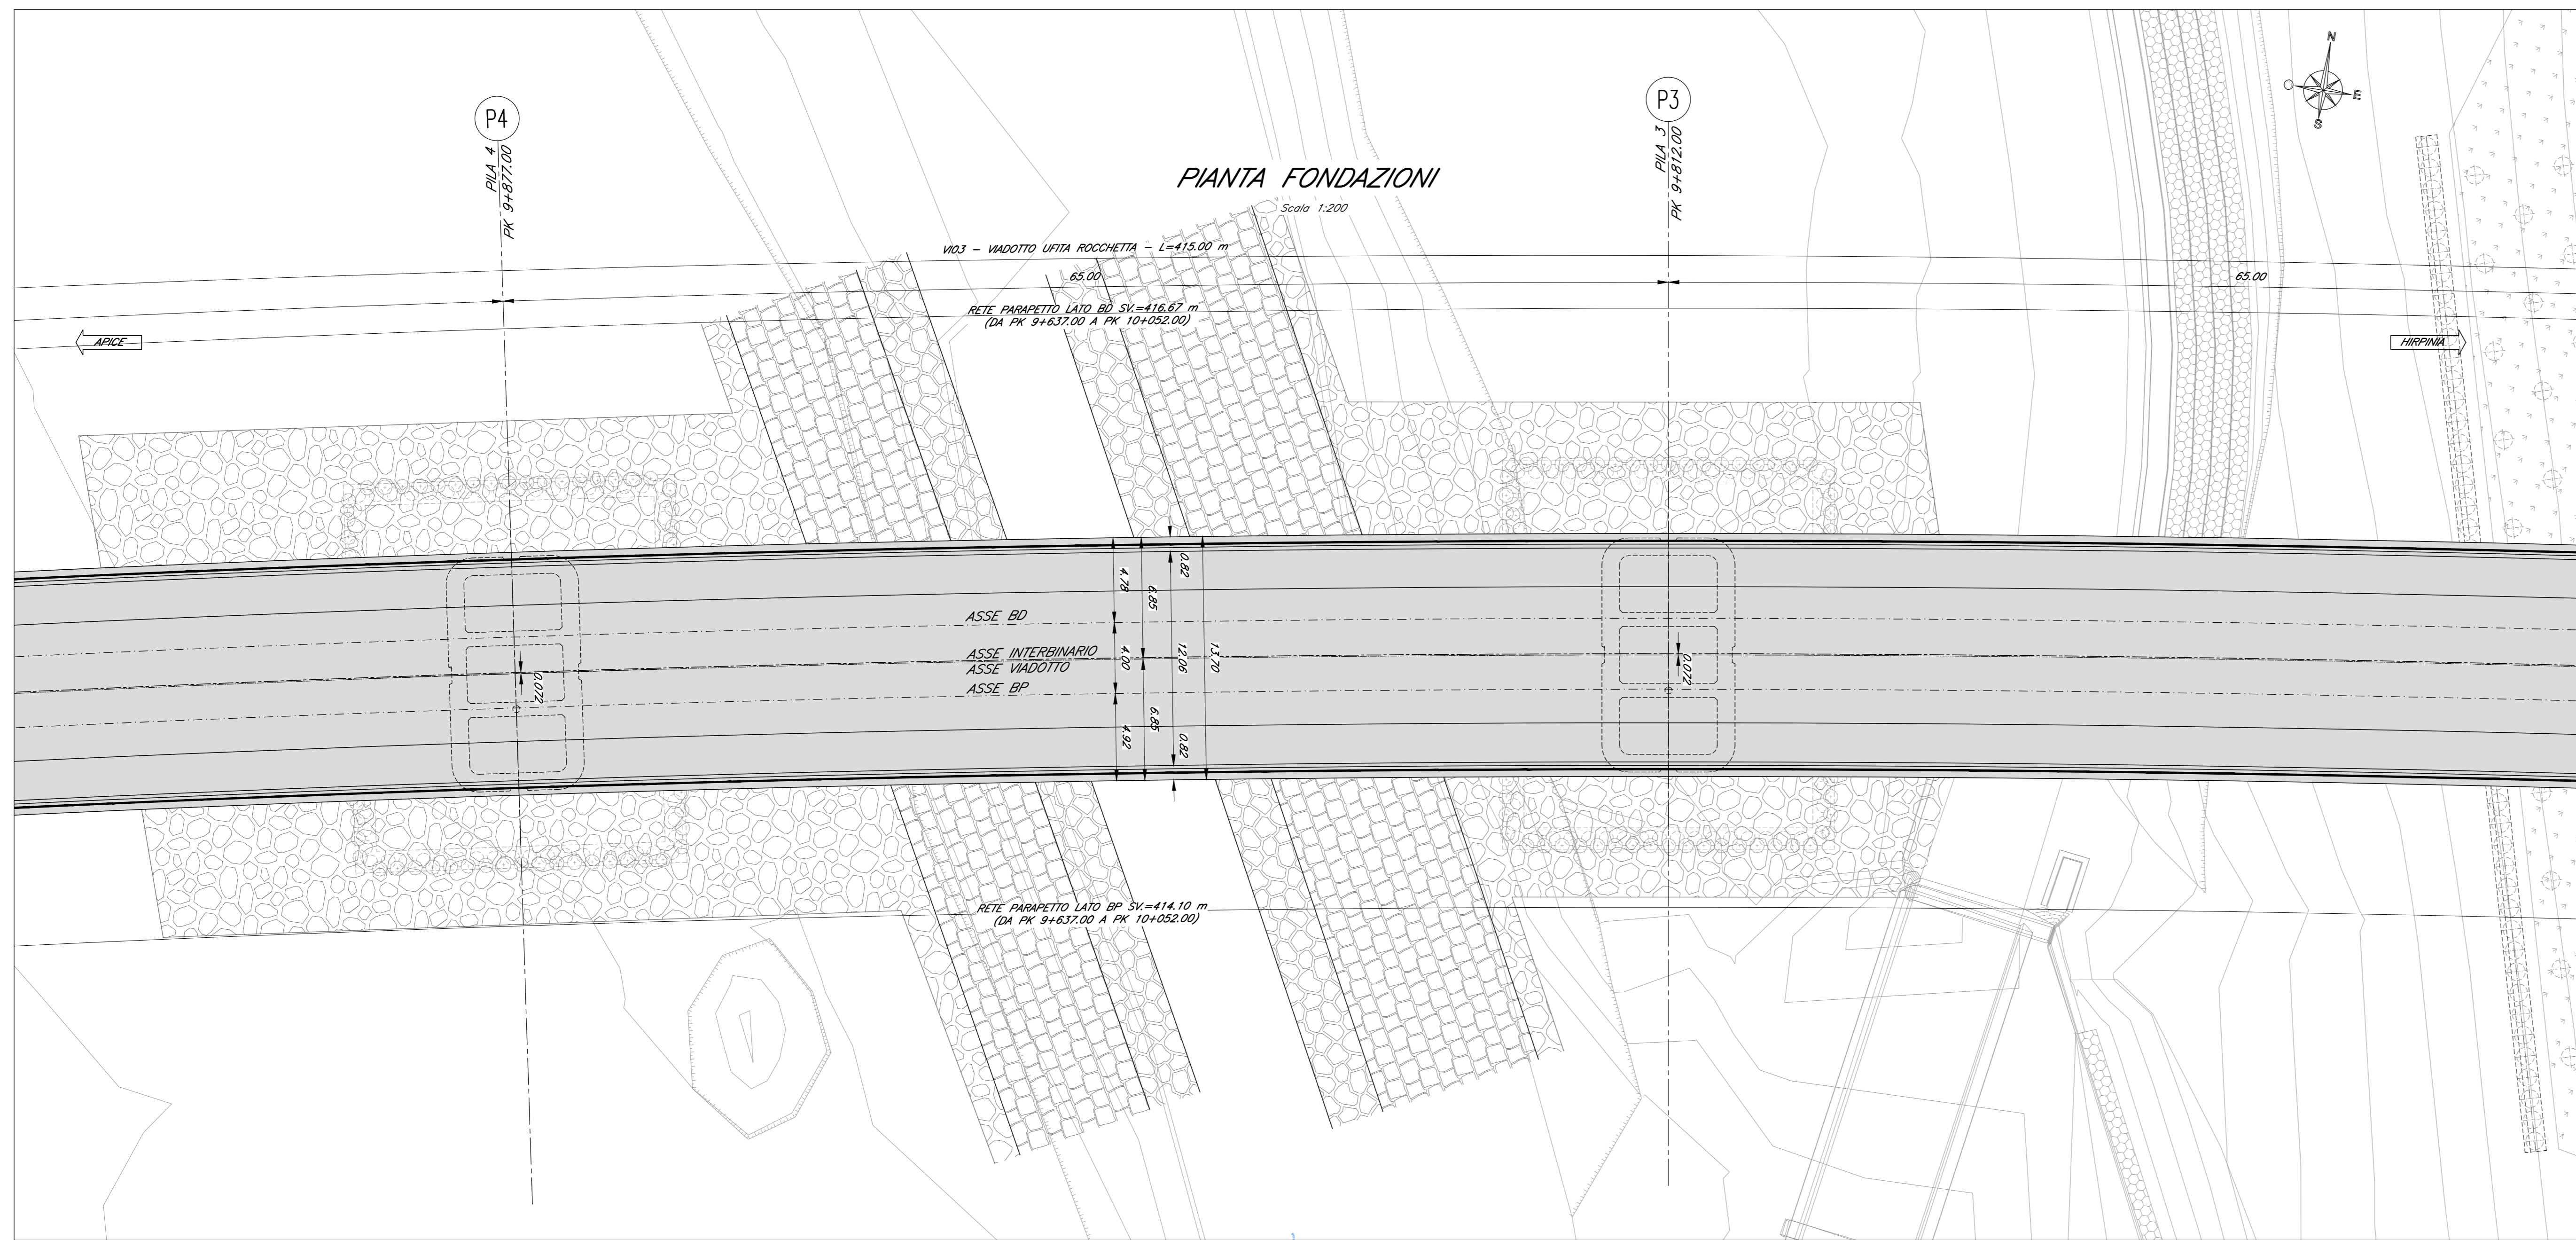 N
O
E
S
P4
PILA 4
PK 9+877.00
P3
PILA 3
PK 9+812.00
PIANTA FONDAZIONI
Scala 1:200
VI03 - VIADOTTO UFITA ROCCHETTA - L=415.00 m
65.00
65.00
RETE PARAPETTO LATO BD SV.=416.67 m
(DA PK 9+637.00 A PK 10+052.00)
APICE
HIRPINIA
4.78
6.85
0.82
ASSE BD
ASSE INTERBINARIO
ASSE VIADOTTO
ASSE BP
4.00
12.06
13.70
0.072
0.072
4.92
6.85
0.82
RETE PARAPETTO LATO BP SV.=414.10 m
(DA PK 9+637.00 A PK 10+052.00)